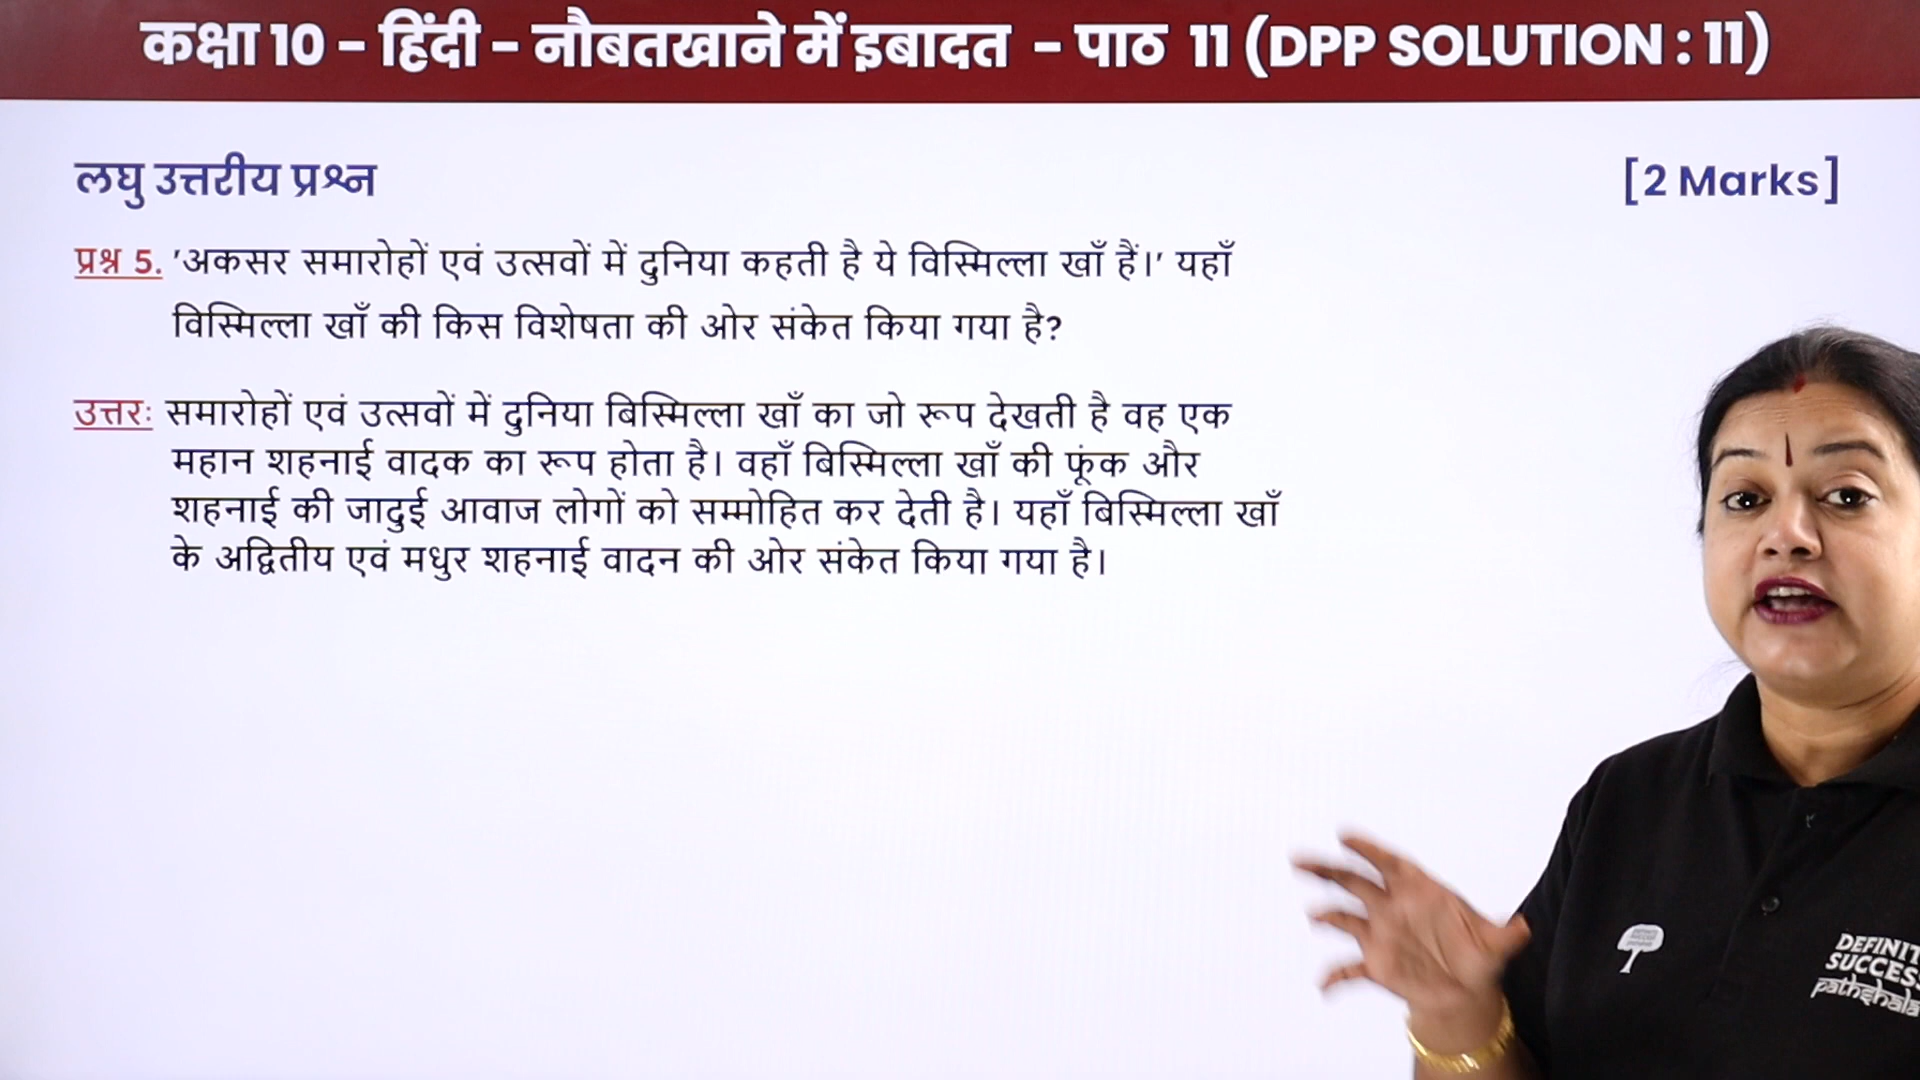 कक्षा 10 – हिंदी – नौबतखाने में इबादत – पाठ 11 (DPP SOLUTION : 11)
लघु उत्तरीय प्रश्न
[2 Marks]
प्रश्न 5. ’अकसर समारोहों एवं उत्सवों में दुनिया कहती है ये विस्मिल्ला खाँ हैं।’ यहाँ
विस्मिल्ला खाँ की किस विशेषता की ओर संकेत किया गया है?
उत्तरः समारोहों एवं उत्सवों में दुनिया बिस्मिल्ला खाँ का जो रूप देखती है वह एक
महान शहनाई वादक का रूप होता है। वहाँ बिस्मिल्ला खाँ की फूंक और
शहनाई की जादुई आवाज लोगों को सम्मोहित कर देती है। यहाँ बिस्मिल्ला खाँ
के अद्वितीय एवं मधुर शहनाई वादन की ओर संकेत किया गया है।
DEFINIT
SUCCESS
pathshala